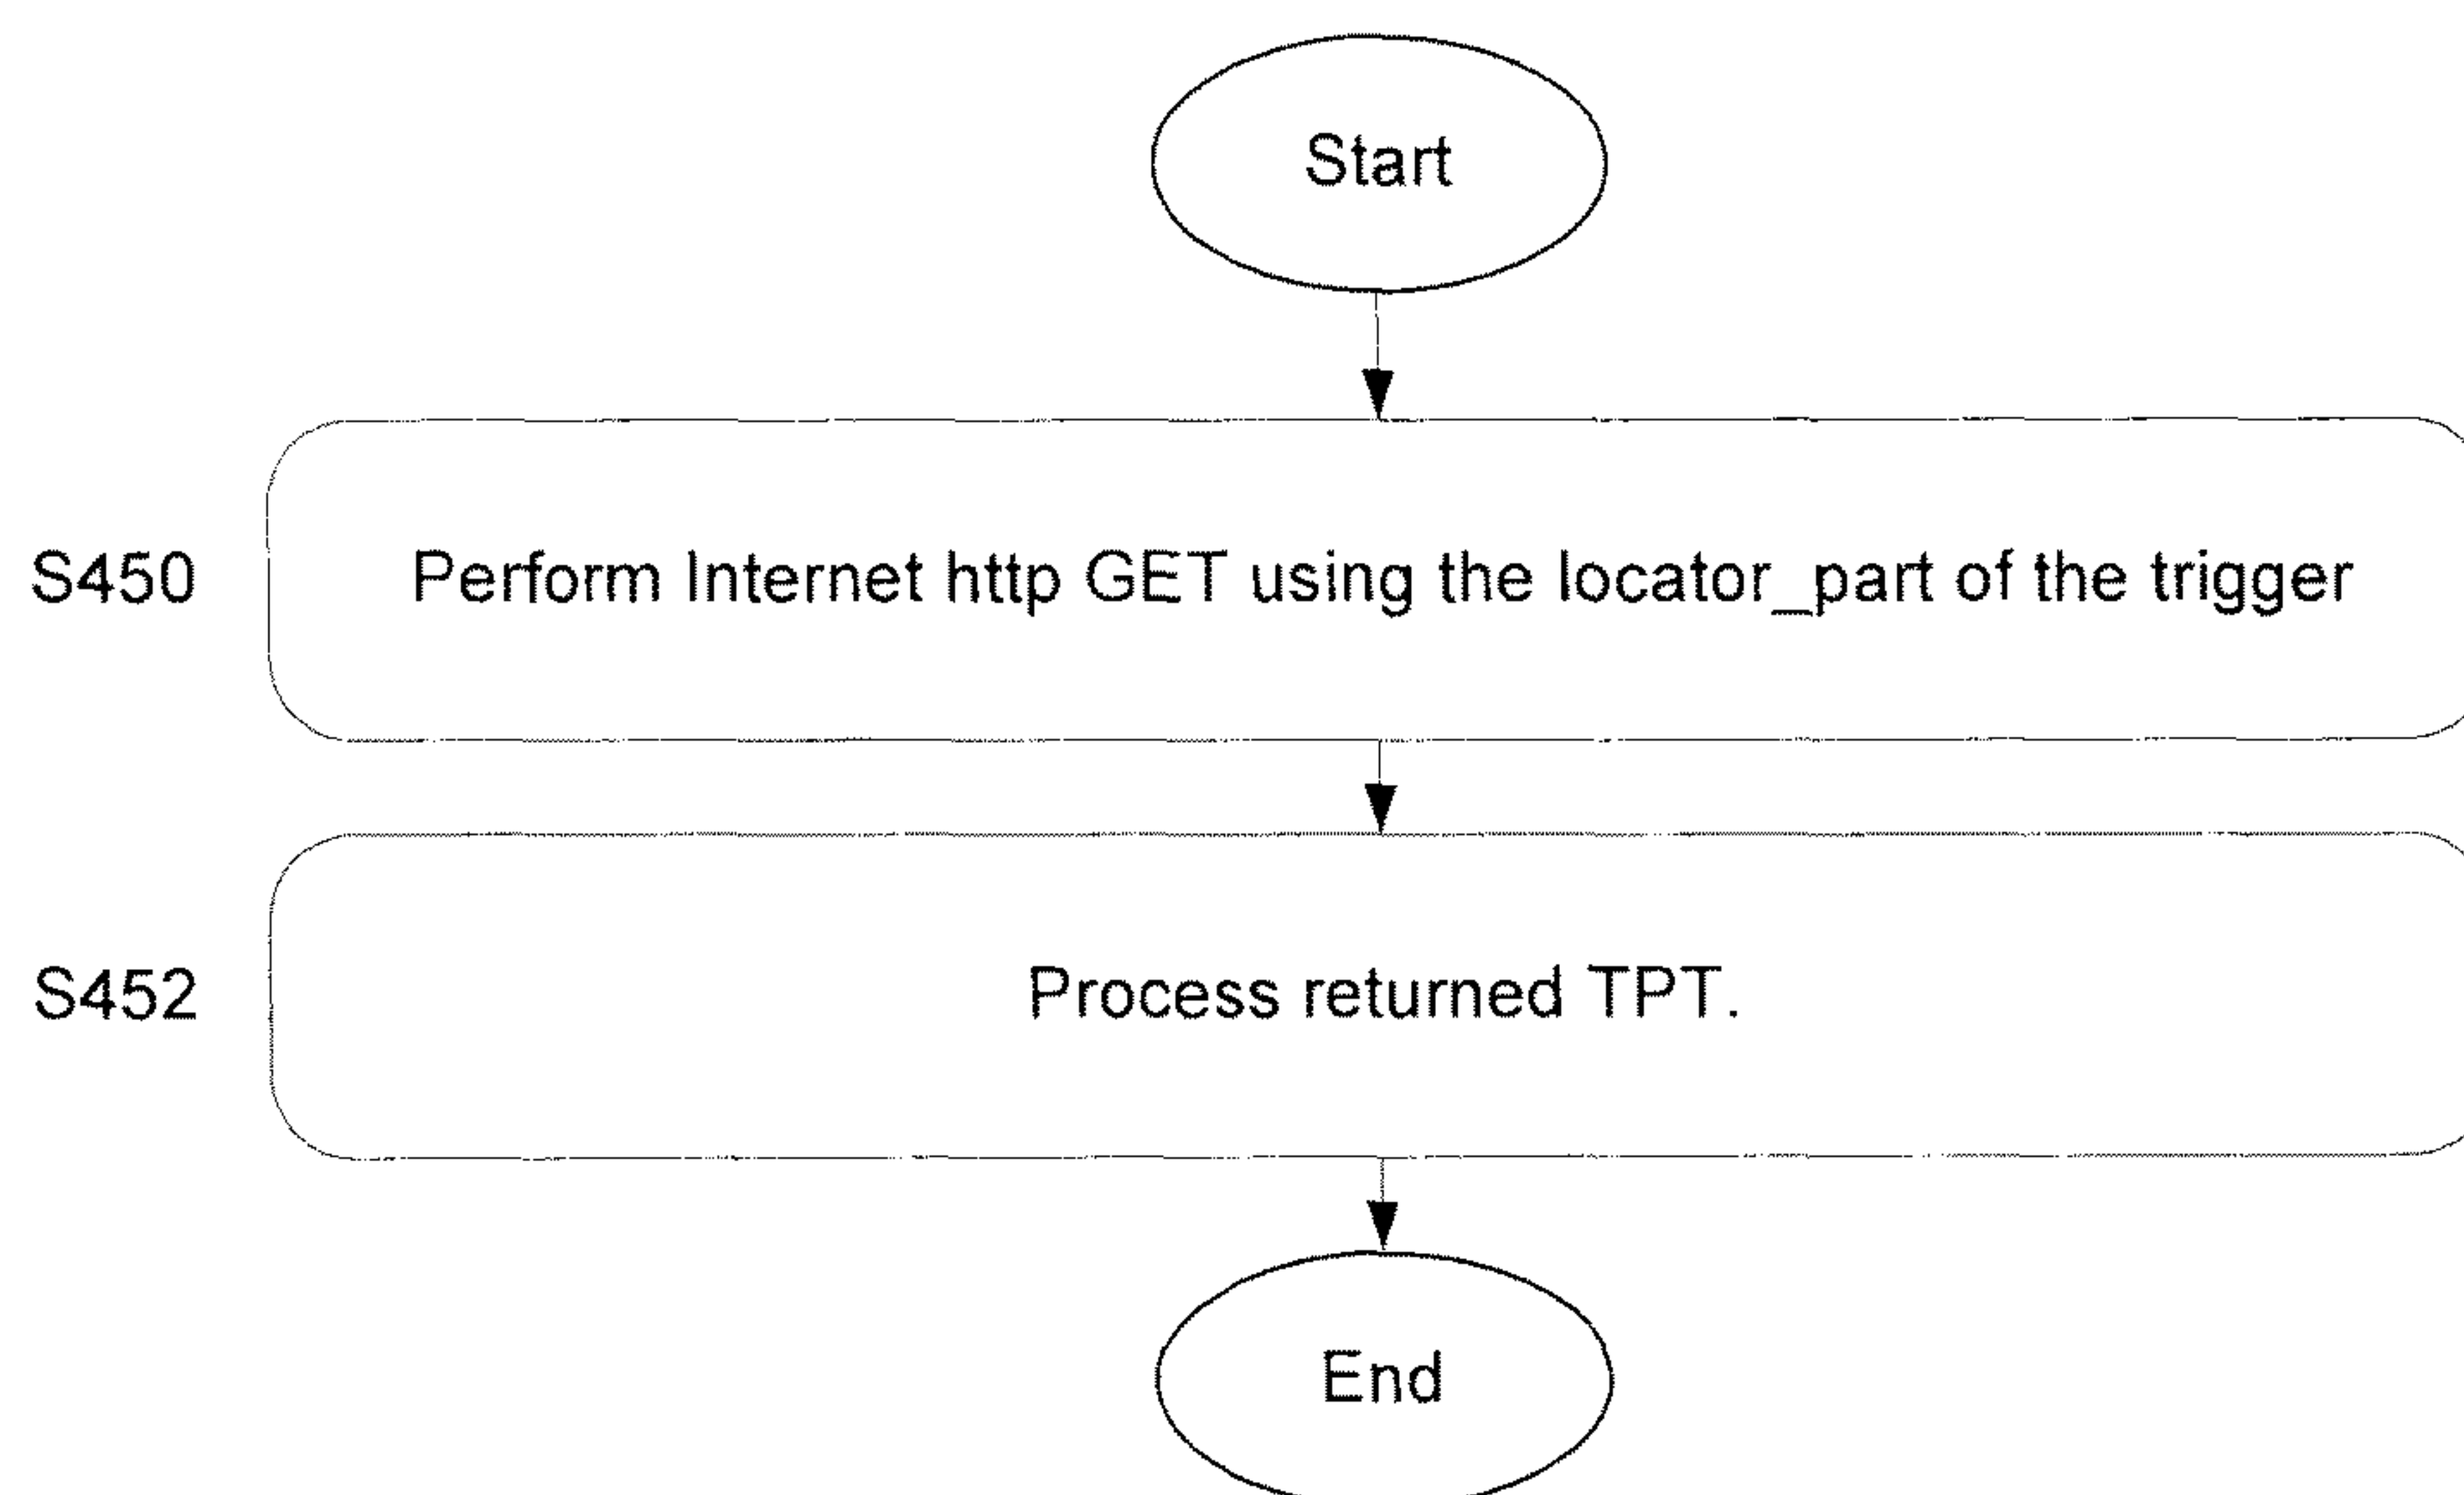 Start
S450
Perform Internet http GET using the locator_part of the trigger
S452
Process returned TPT.
End